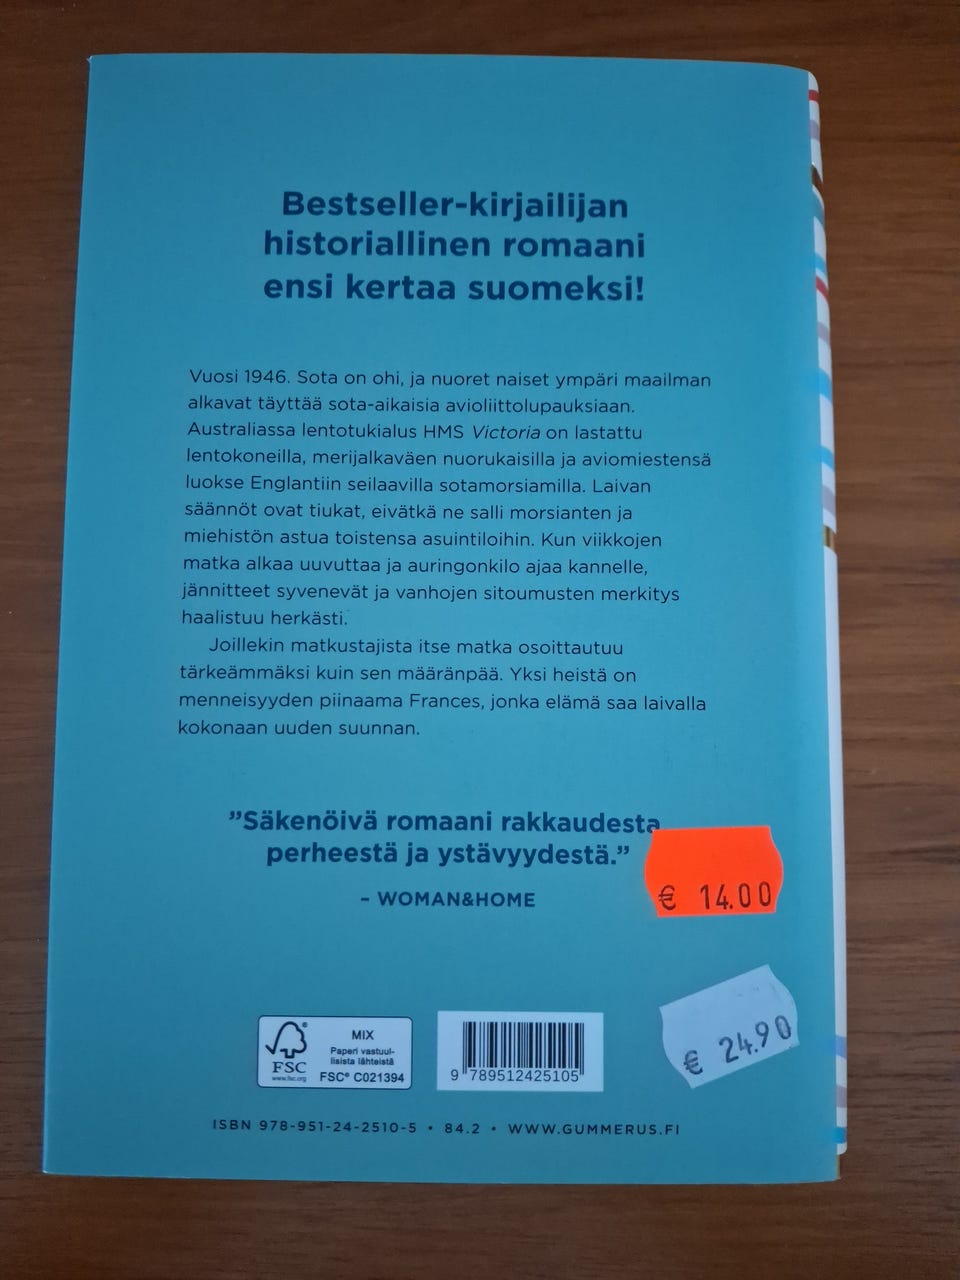 Bestseller-kirjailijan
historiallinen romaani
ensi kertaa suomeksi!
Vuosi 1946. Sota on ohi, ja nuoret naiset ympäri maailman
alkavat täyttää sota-aikaisia avioliittolupauksiaan.
Australiassa lentotukialus HMS Victoria on lastattu
lentokoneilla, merijalkaväen nuorukaisilla ja aviomiestensä
luokse Englantiin seilaavilla sotamorsiamilla. Laivan
säännöt ovat tiukat, eivätkä ne salli morsianten ja
miehistön astua toistensa asuintiloihin. Kun viikkojen
matka alkaa uuvuttaa ja auringonkilo ajaa kannelle,
jännitteet syvenevät ja vanhojen sitoumusten merkitys
haalistuu herkästi.
Joillekin matkustajista itse matka osoittautuu
tärkeämmäksi kuin sen määränpää. Yksi heistä on
menneisyyden piinaama Frances, jonka elämä saa laivalla
kokonaan uuden suunnan.
”Säkenöivä romaani rakkaudesta
perheestä ja ystävyydestä.”
– WOMAN&HOME
€ 14.00
€ 24.90
FSC®
www.fsc.org
MIX
Paperi vastuul-
lisista lähteistä
FSC® C021394
9 789512425105
ISBN 978-951-24-2510-5 • 84.2 • WWW.GUMMERUS.FI